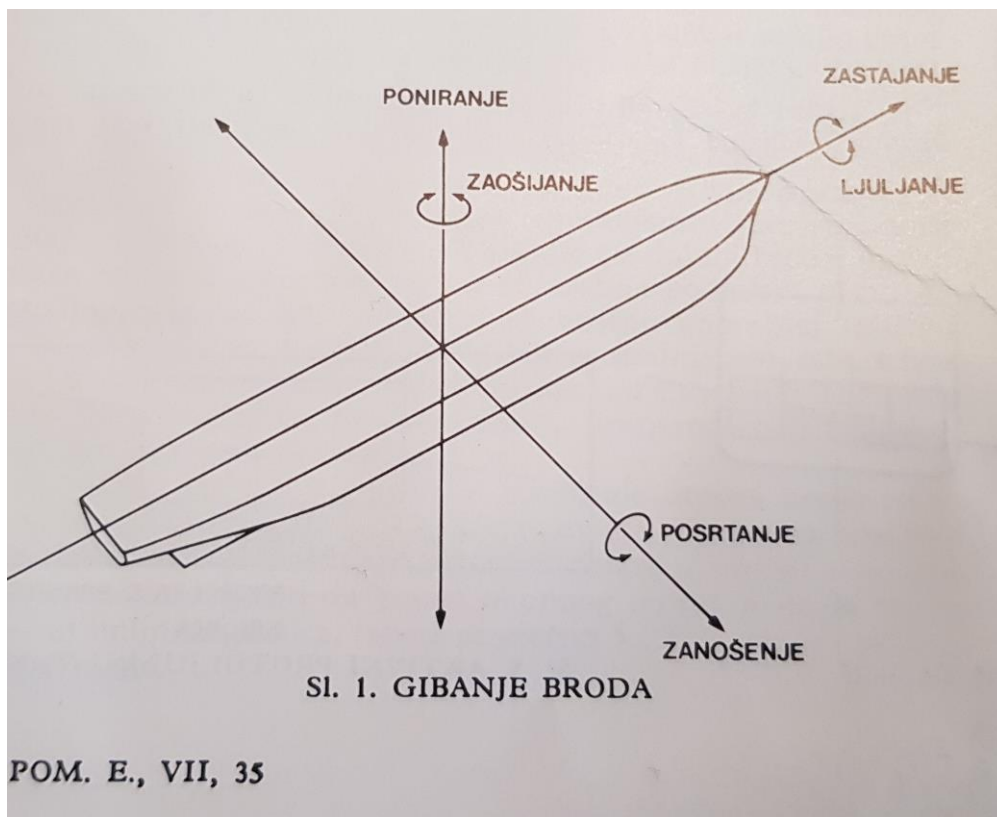 ZASTAJANJE
PONIRANJE
ZAOŠIJANJE
LJULJANJE
POSRTANJE
ZANOŠENJE
Sl. 1. GIBANJE BRODA
POM. E., VII, 35